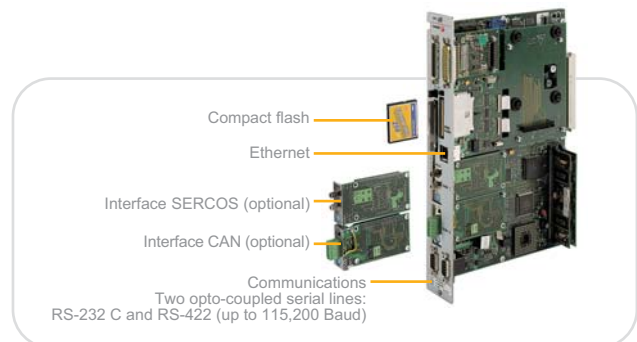 Compact flash
Ethernet
Interface SERCOS (optional)
Interface CAN (optional)
Communications
Two opto-coupled serial lines:
RS-232 C and RS-422 (up to 115,200 Baud)